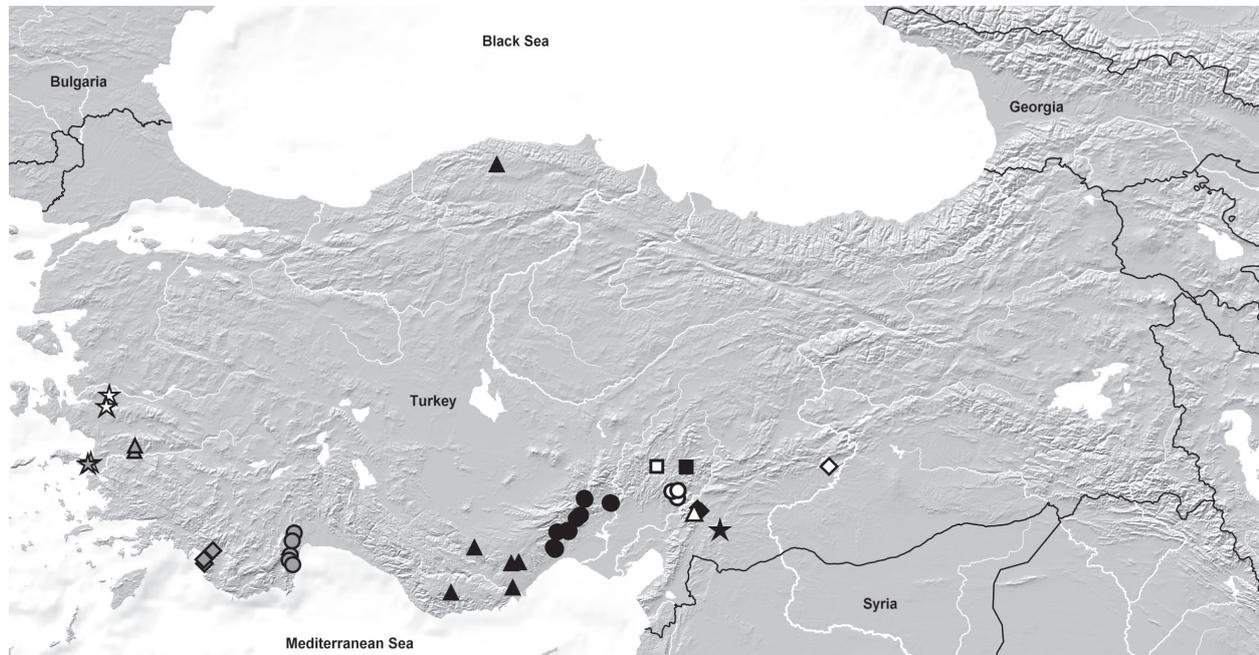 Black Sea
Bulgaria
Georgia
Turkey
Syria
Mediterranean Sea